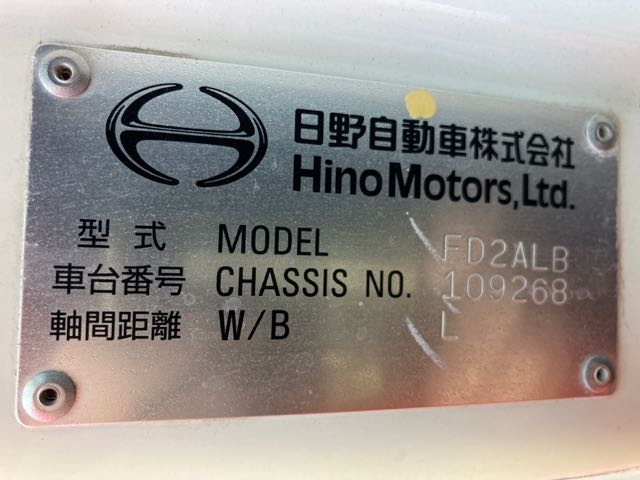 日野自動車株式会社
Hino Motors, Ltd.
型式 MODEL FD2ALB
車台番号 CHASSIS NO. 109268
軸間距離 W/B L